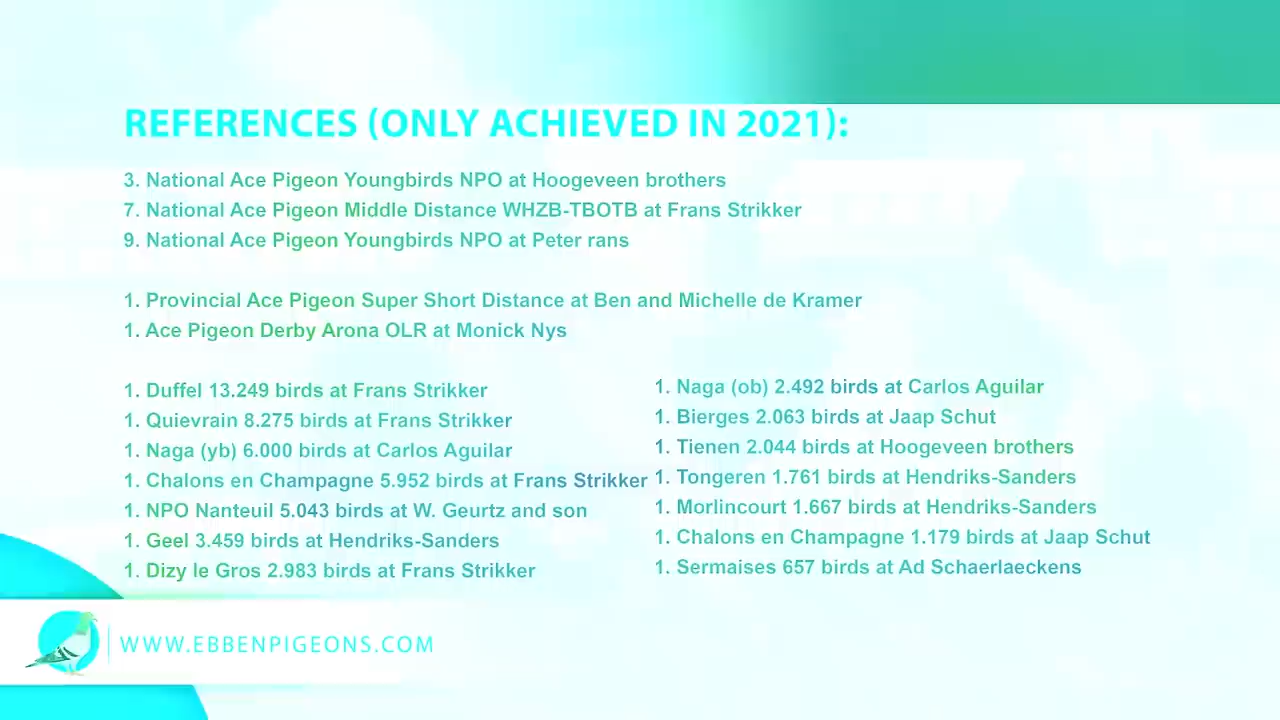 REFERENCES (ONLY ACHIEVED IN 2021):
3. National Ace Pigeon Youngbirds NPO at Hoogeveen brothers
7. National Ace Pigeon Middle Distance WHZB-TBOTB at Frans Strikker
9. National Ace Pigeon Youngbirds NPO at Peter rans
1. Provincial Ace Pigeon Super Short Distance at Ben and Michelle de Kramer
1. Ace Pigeon Derby Arona OLR at Monick Nys
1. Duffel 13.249 birds at Frans Strikker
1. Quievrain 8.275 birds at Frans Strikker
1. Naga (yb) 6.000 birds at Carlos Aguilar
1. Chalons en Champagne 5.952 birds at Frans Strikker
1. NPO Nanteuil 5.043 birds at W. Geurtz and son
1. Geel 3.459 birds at Hendriks-Sanders
1. Dizy le Gros 2.983 birds at Frans Strikker
1. Naga (ob) 2.492 birds at Carlos Aguilar
1. Bierges 2.063 birds at Jaap Schut
1. Tienen 2.044 birds at Hoogeveen brothers
1. Tongeren 1.761 birds at Hendriks-Sanders
1. Morlincourt 1.667 birds at Hendriks-Sanders
1. Chalons en Champagne 1.179 birds at Jaap Schut
1. Sermaises 657 birds at Ad Schaerlaeckens
WWW.EBBENPIGEONS.COM